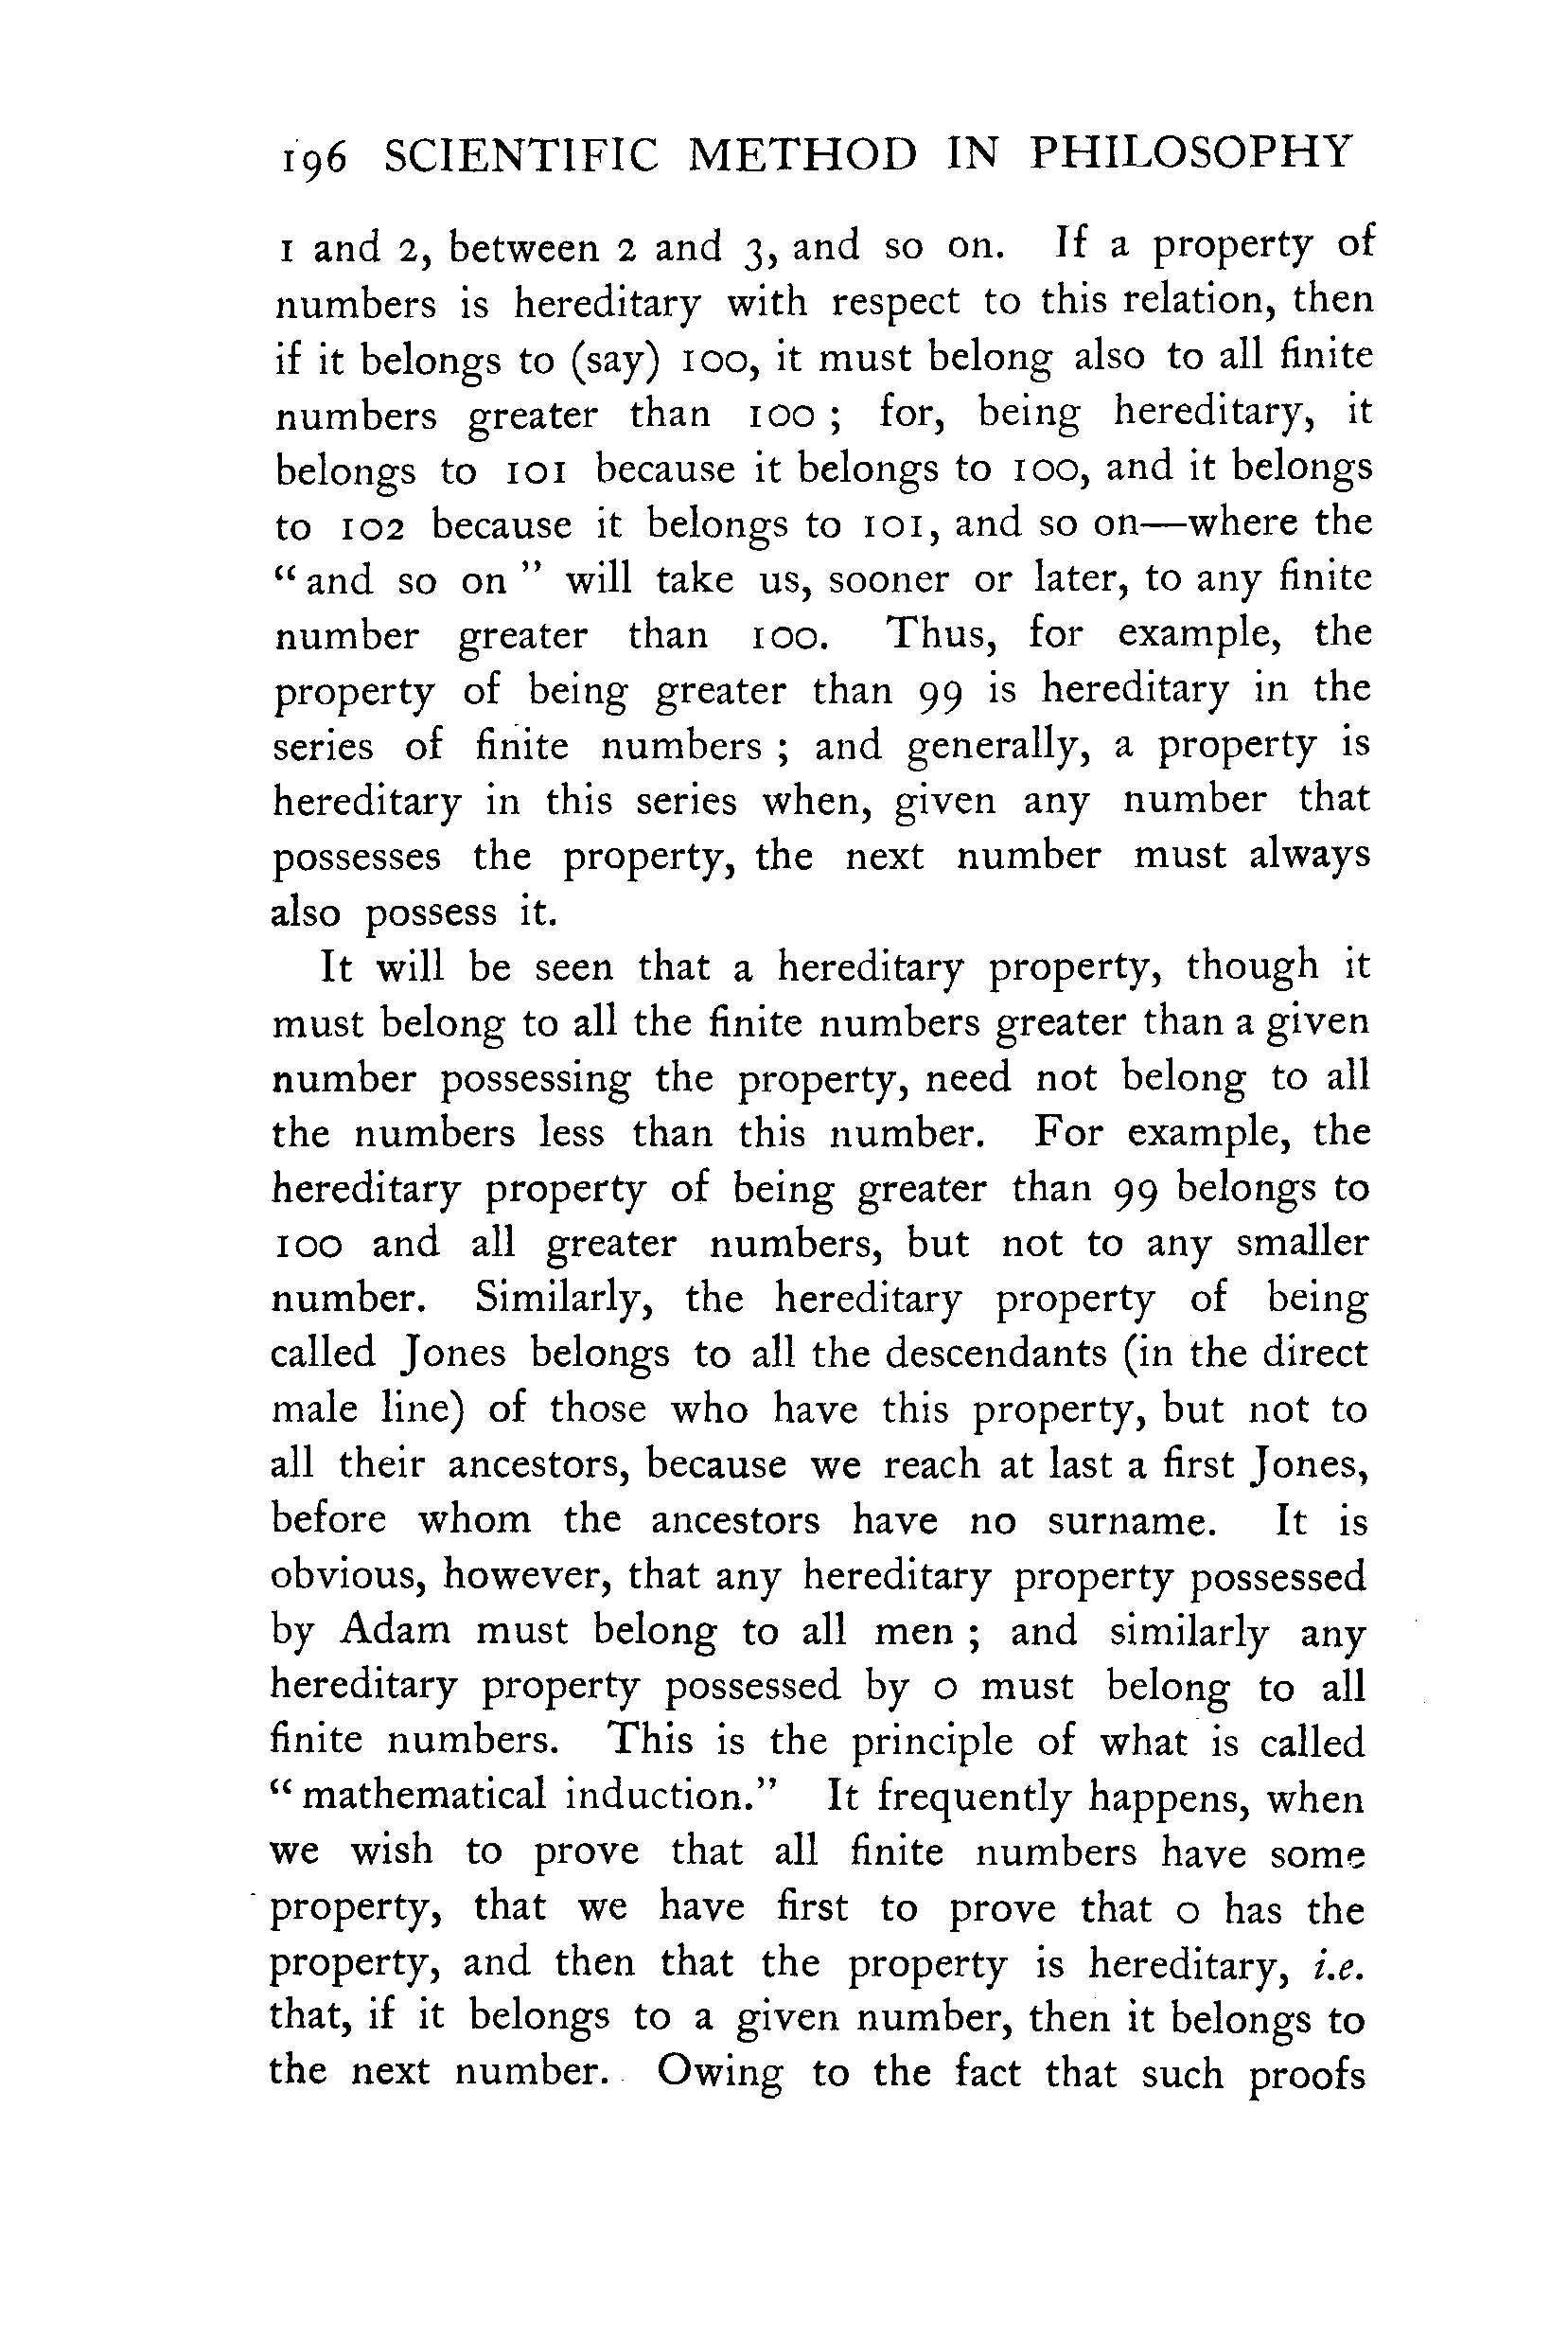 196 SCIENTIFIC METHOD IN PHILOSOPHY
1 and 2, between 2 and 3, and so on. If a property of
numbers is hereditary with respect to this relation, then
if it belongs to (say) 100, it must belong also to all finite
numbers greater than 100 ; for, being hereditary, it
belongs to 101 because it belongs to 100, and it belongs
to 102 because it belongs to 101, and so on—where the
“ and so on ” will take us, sooner or later, to any finite
number greater than 100. Thus, for example, the
property of being greater than 99 is hereditary in the
series of finite numbers ; and generally, a property is
hereditary in this series when, given any number that
possesses the property, the next number must always
also possess it.
It will be seen that a hereditary property, though it
must belong to all the finite numbers greater than a given
number possessing the property, need not belong to all
the numbers less than this number. For example, the
hereditary property of being greater than 99 belongs to
100 and all greater numbers, but not to any smaller
number. Similarly, the hereditary property of being
called Jones belongs to all the descendants (in the direct
male line) of those who have this property, but not to
all their ancestors, because we reach at last a first Jones,
before whom the ancestors have no surname. It is
obvious, however, that any hereditary property possessed
by Adam must belong to all men ; and similarly any
hereditary property possessed by 0 must belong to all
finite numbers. This is the principle of what is called
“ mathematical induction.” It frequently happens, when
we wish to prove that all finite numbers have some
property, that we have first to prove that 0 has the
property, and then that the property is hereditary, i.e.
that, if it belongs to a given number, then it belongs to
the next number. Owing to the fact that such proofs